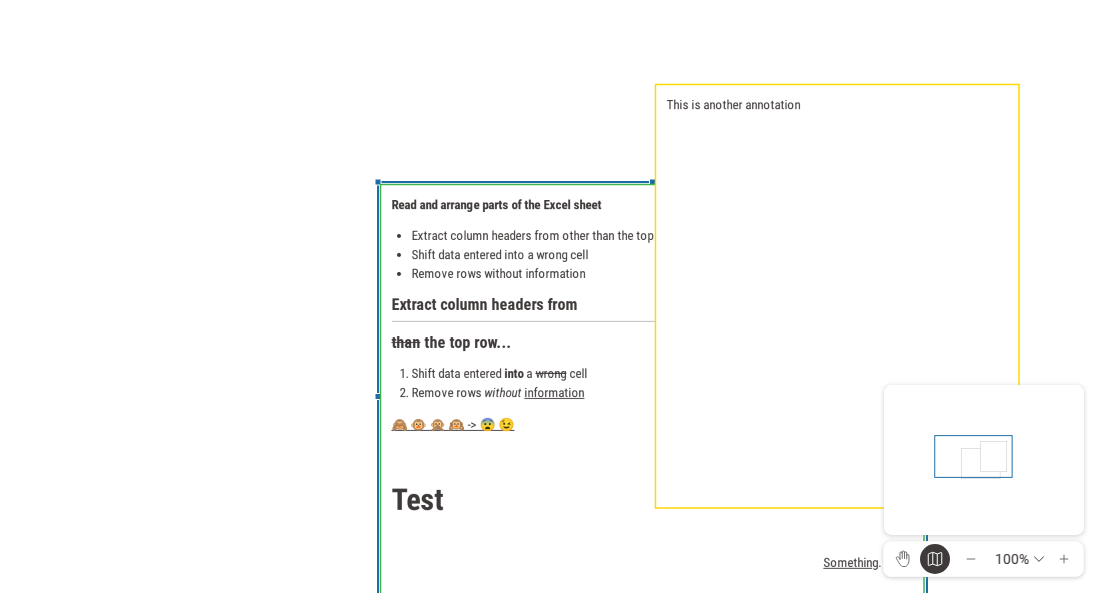 This is another annotation
Read and arrange parts of the Excel sheet
• Extract column headers from other than the top
• Shift data entered into a wrong cell
• Remove rows without information
Extract column headers from
than the top row...
1. Shift data entered into a wrong cell
2. Remove rows without information
🙈 🐵 🙊 🙉 -> 😨 😉
Test
Something.
100%